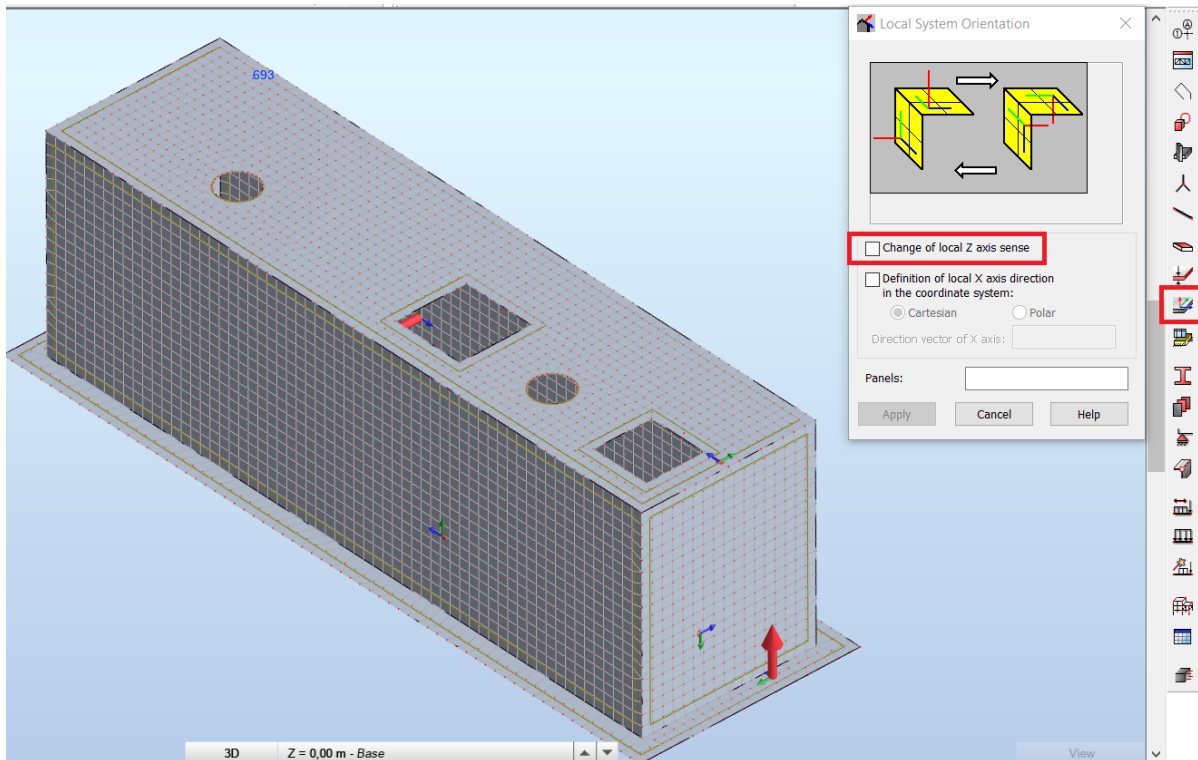 Local System Orientation
693
Change of local Z axis sense
Definition of local X axis direction
in the coordinate system:
Cartesian
Polar
Direction vector of X axis:
Panels:
Apply
Cancel
Help
3D
Z = 0,00 m - Base
View